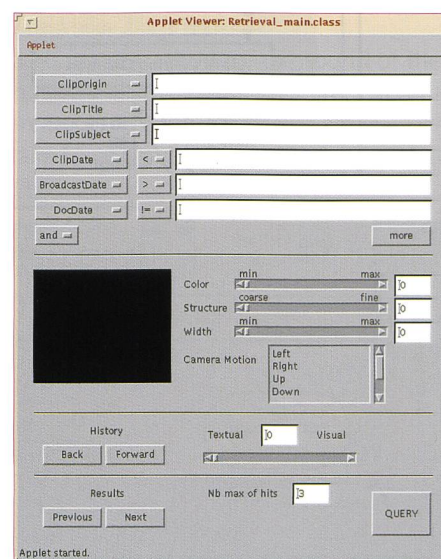 Applet Viewer: Retrieval_main.class
Applet
ClipOrigin
ClipTitle
ClipSubject
ClipDate <
BroadcastDate >
DocDate !=
and more
min max
Color 0
coarse fine
Structure 0
min max
Width 0
Camera Motion Left
Right
Up
Down
History Textual 0 Visual
Back Forward
Results Nb max of hits 3
Previous Next QUERY
Applet started.